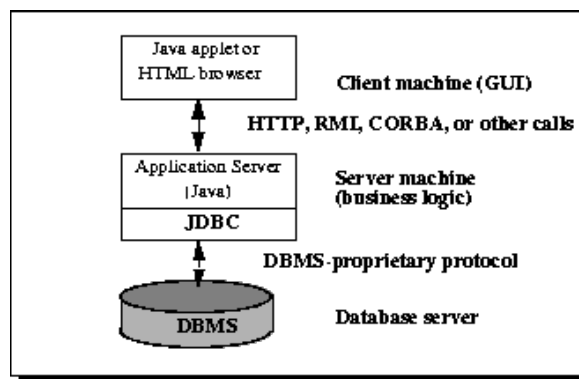 Java applet or
HTML browser
Client machine (GUI)
HTTP, RMI, CORBA, or other calls
Application Server
(Java)
JDBC
Server machine
(business logic)
DBMS-proprietary protocol
DBMS
Database server